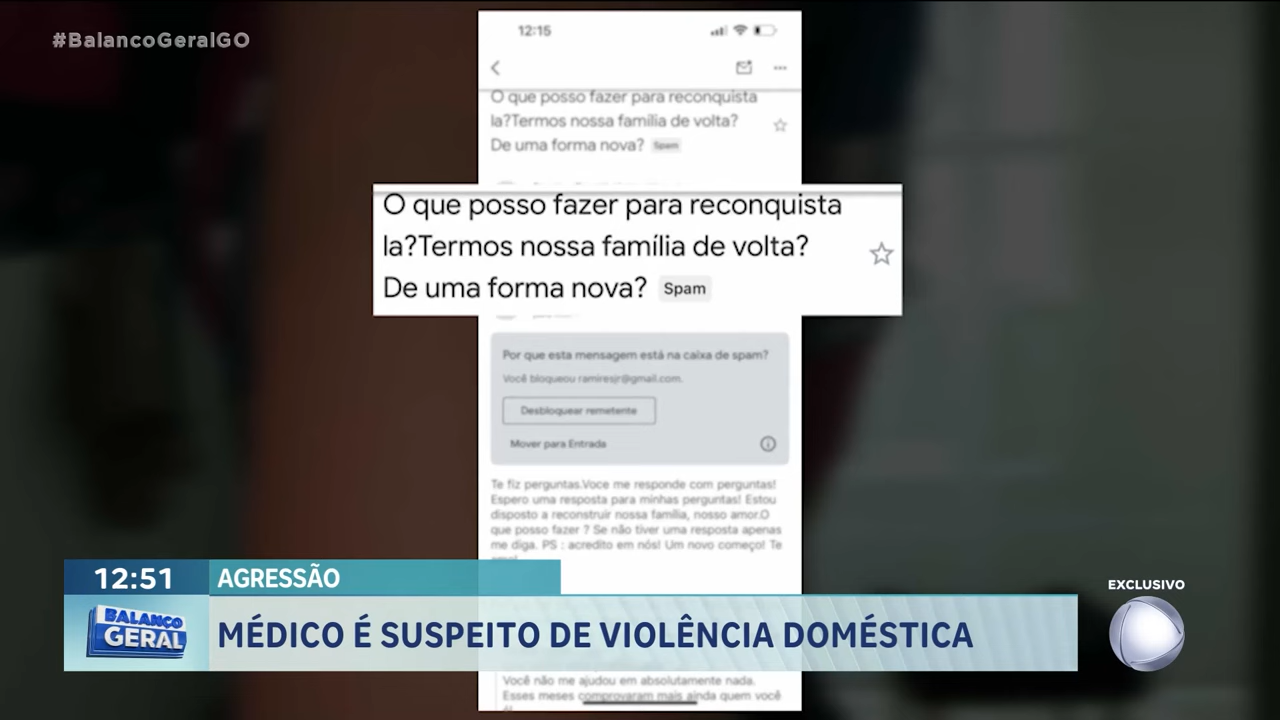 #BalancoGeralGO
12:15
O que posso fazer para reconquista
la?Termos nossa família de volta?
De uma forma nova? Spam
O que posso fazer para reconquista
la?Termos nossa família de volta?
De uma forma nova? Spam
Por que esta mensagem está na caixa de spam?
Você bloqueou ramiresjr@gmail.com.
Desbloquear remetente
Mover para Entrada
Te fiz perguntas.Voce me responde com perguntas!
Espero uma resposta para minhas perguntas! Estou
disposto a reconstruir nossa família, nosso amor.O
que posso fazer ? Se não tiver uma resposta apenas
me diga. PS : acredito em nós! Um novo começo! Te
12:51 AGRESSÃO
BALANÇO
GERAL
MÉDICO É SUSPEITO DE VIOLÊNCIA DOMÉSTICA
EXCLUSIVO
Você não me ajudou em absolutamente nada.
Esses meses comprovaram mais ainda quem você